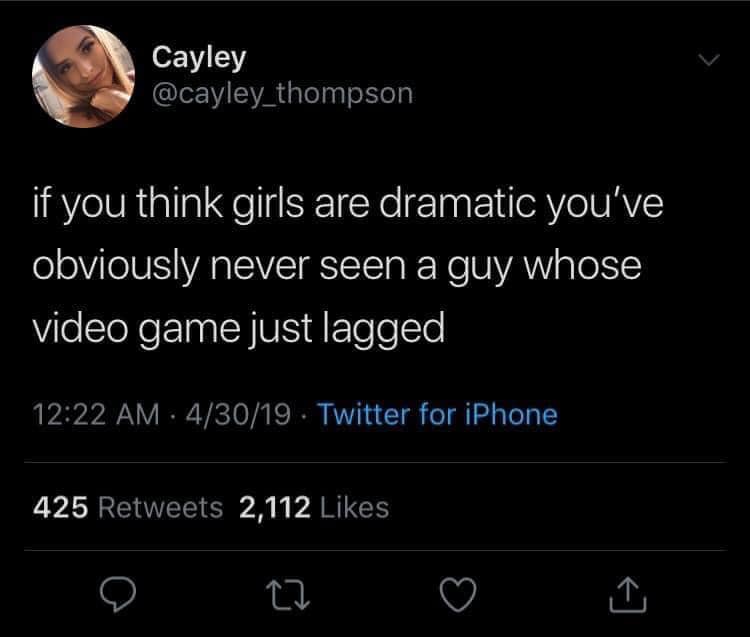 Cayley
@cayley_thompson
if you think girls are dramatic you've
obviously never seen a guy whose
video game just lagged
12:22 AM · 4/30/19 · Twitter for iPhone
425 Retweets 2,112 Likes